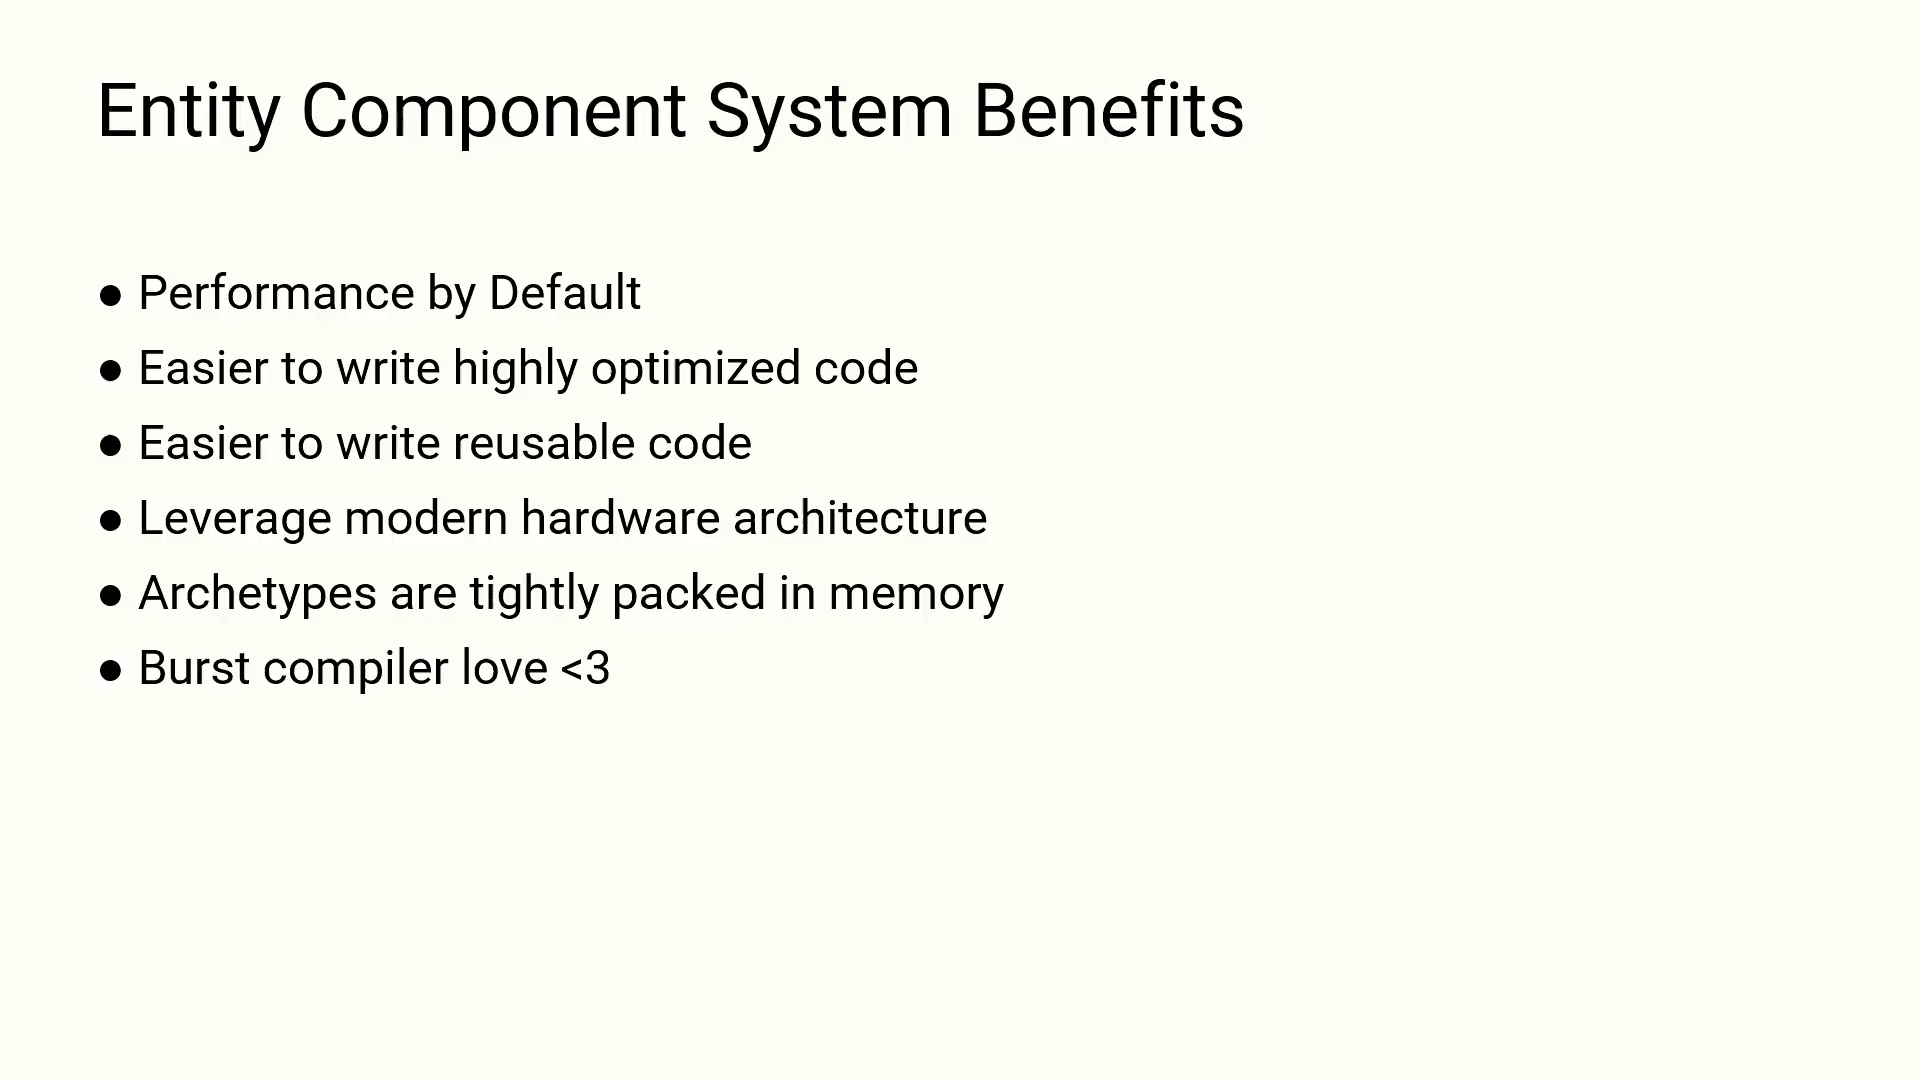 Entity Component System Benefits
● Performance by Default
● Easier to write highly optimized code
● Easier to write reusable code
● Leverage modern hardware architecture
● Archetypes are tightly packed in memory
● Burst compiler love <3